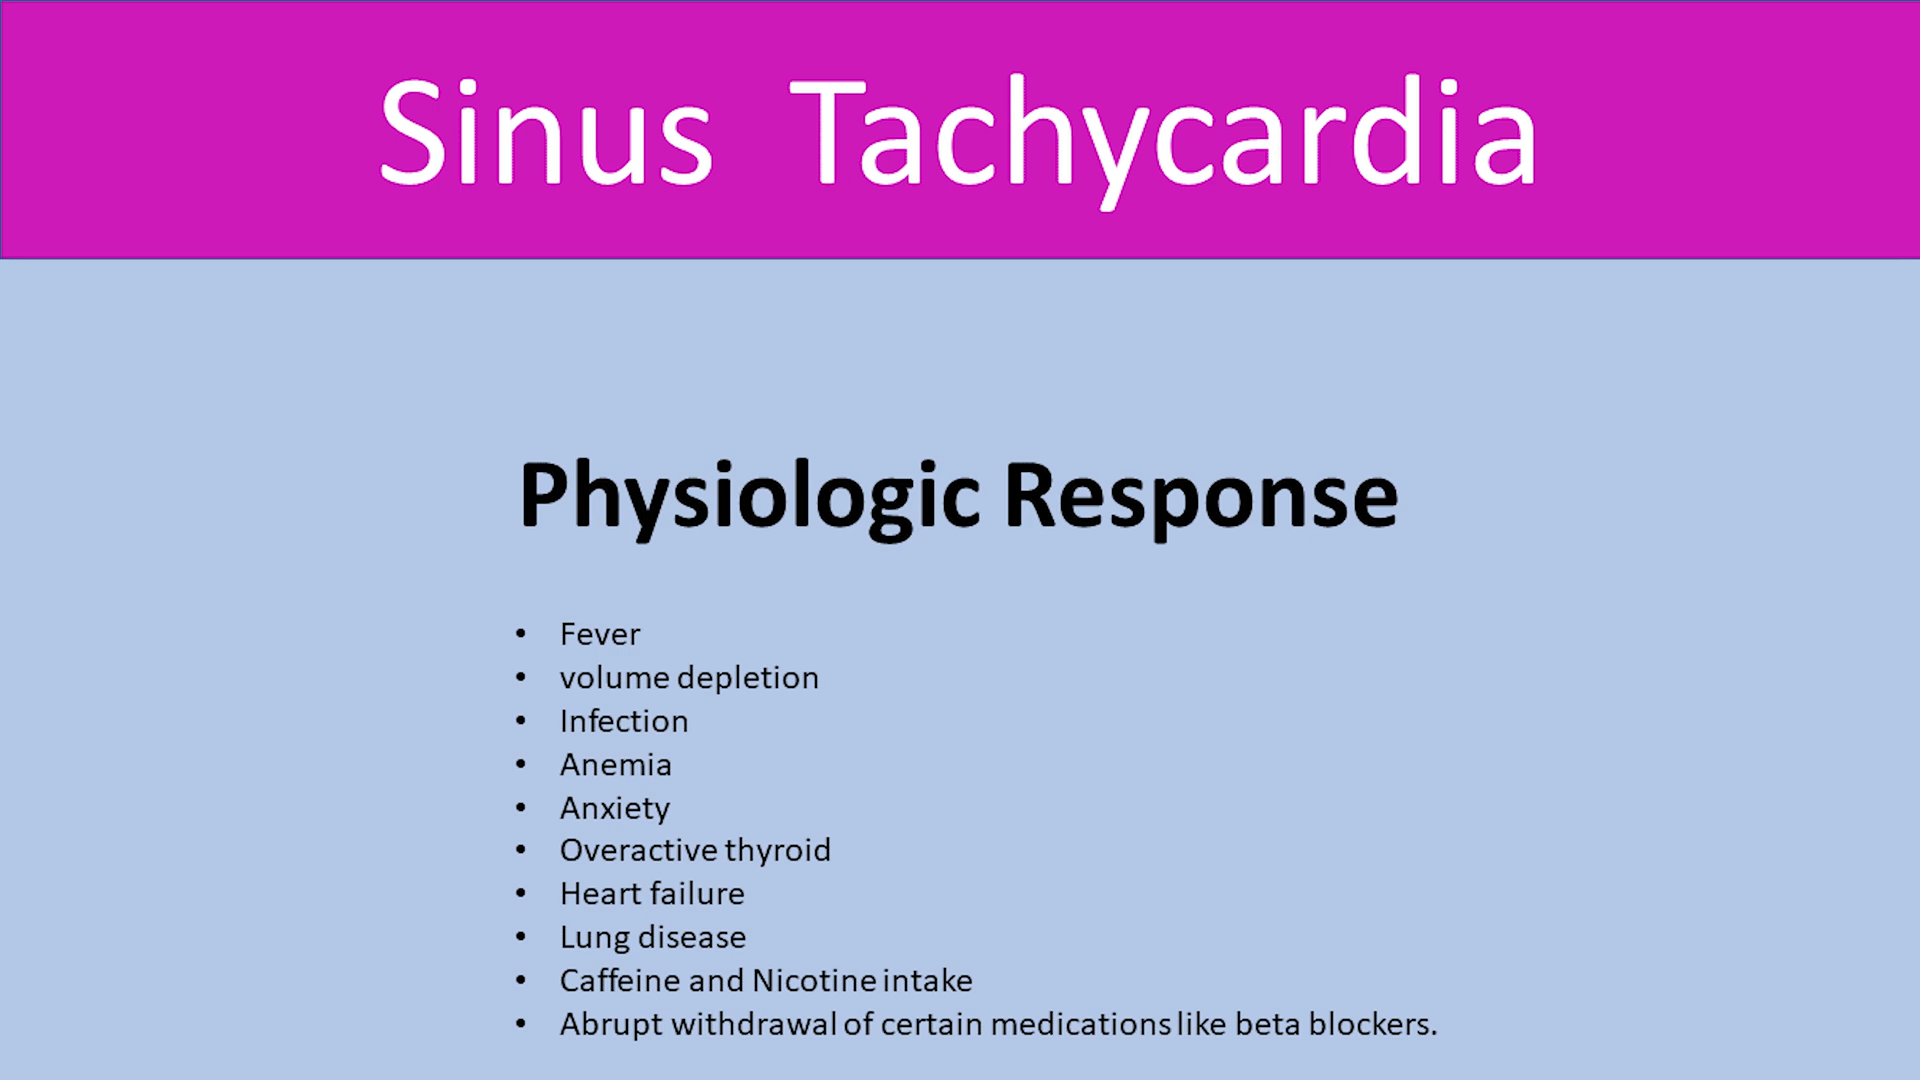 Sinus Tachycardia
Physiologic Response
• Fever
• volume depletion
• Infection
• Anemia
• Anxiety
• Overactive thyroid
• Heart failure
• Lung disease
• Caffeine and Nicotine intake
• Abrupt withdrawal of certain medications like beta blockers.